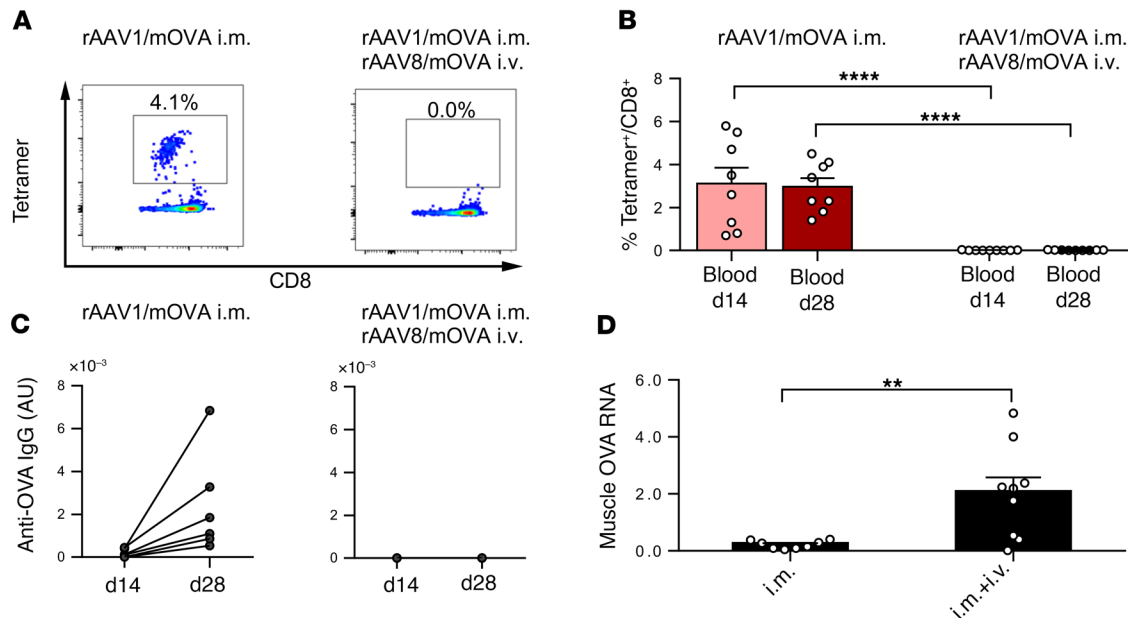 A
rAAV1/mOVA i.m.
rAAV1/mOVA i.m.
rAAV8/mOVA i.v.
4.1%
0.0%
Tetramer
CD8
B
rAAV1/mOVA i.m.
rAAV1/mOVA i.m.
rAAV8/mOVA i.v.
% Tetramer⁺/CD8⁺
8
6
4
2
0
****
****
Blood
d14
Blood
d28
Blood
d14
Blood
d28
C
rAAV1/mOVA i.m.
rAAV1/mOVA i.m.
rAAV8/mOVA i.v.
Anti-OVA IgG (AU)
×10⁻³
8
6
4
2
0
d14
d28
×10⁻³
8
6
4
2
0
d14
d28
D
Muscle OVA RNA
6.0
4.0
2.0
0.0
**
i.m.
i.m.+i.v.